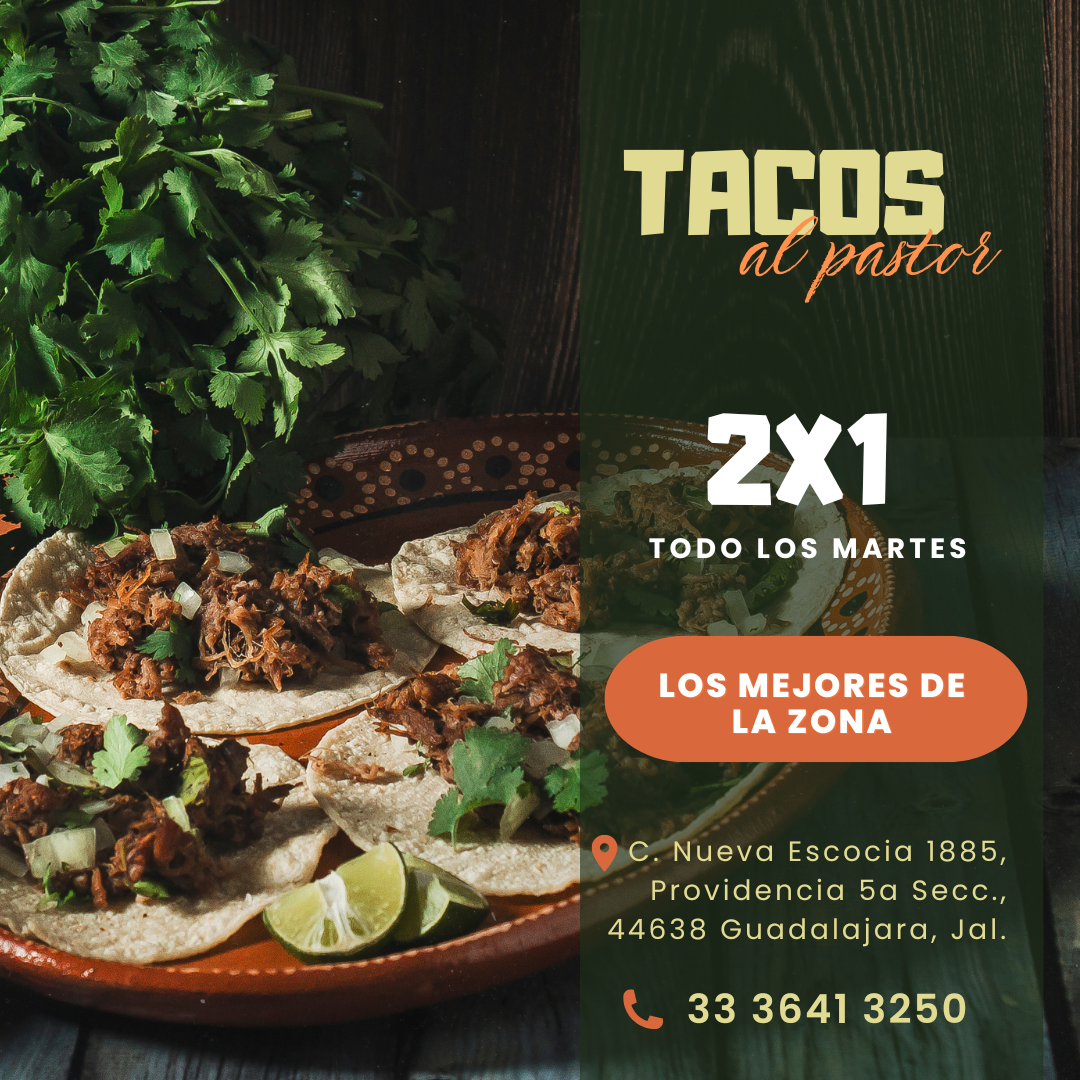 TACOS
al pastor
2X1
TODO LOS MARTES
LOS MEJORES DE
LA ZONA
C. Nueva Escocia 1885,
Providencia 5a Secc.,
44638 Guadalajara, Jal.
33 3641 3250